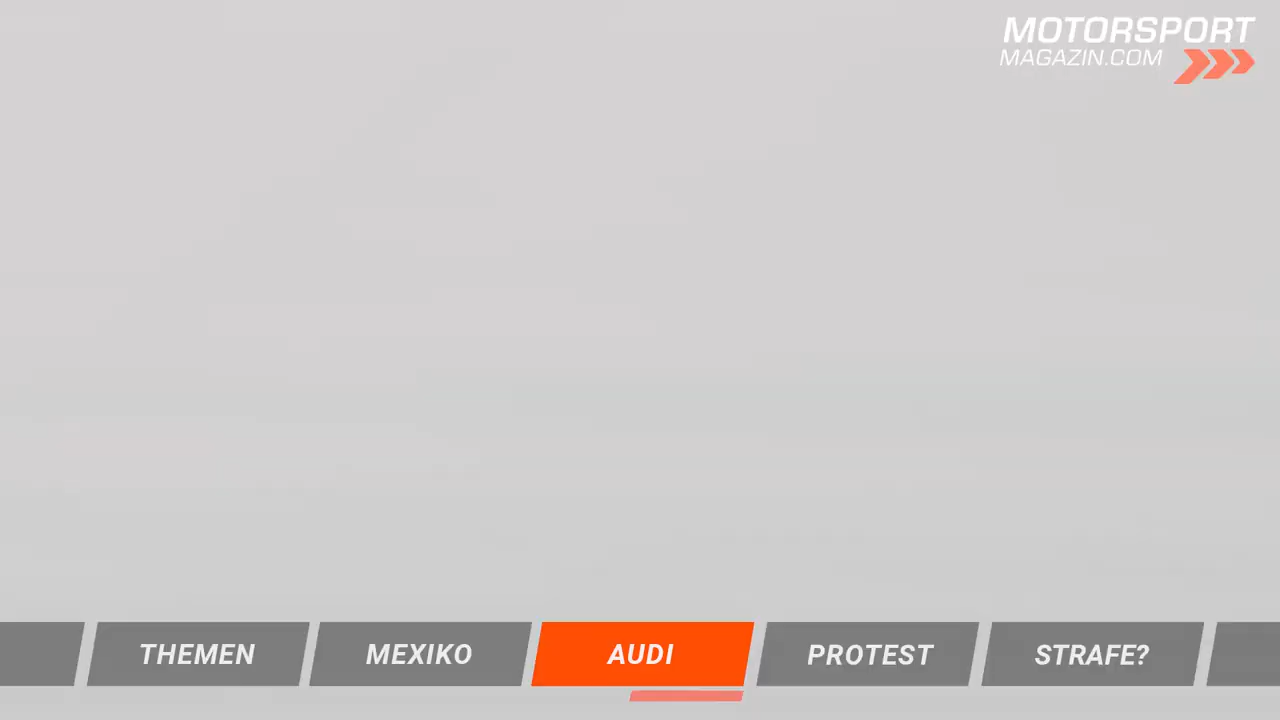 MOTORSPORT
MAGAZIN.COM
THEMEN
MEXIKO
AUDI
PROTEST
STRAFE?